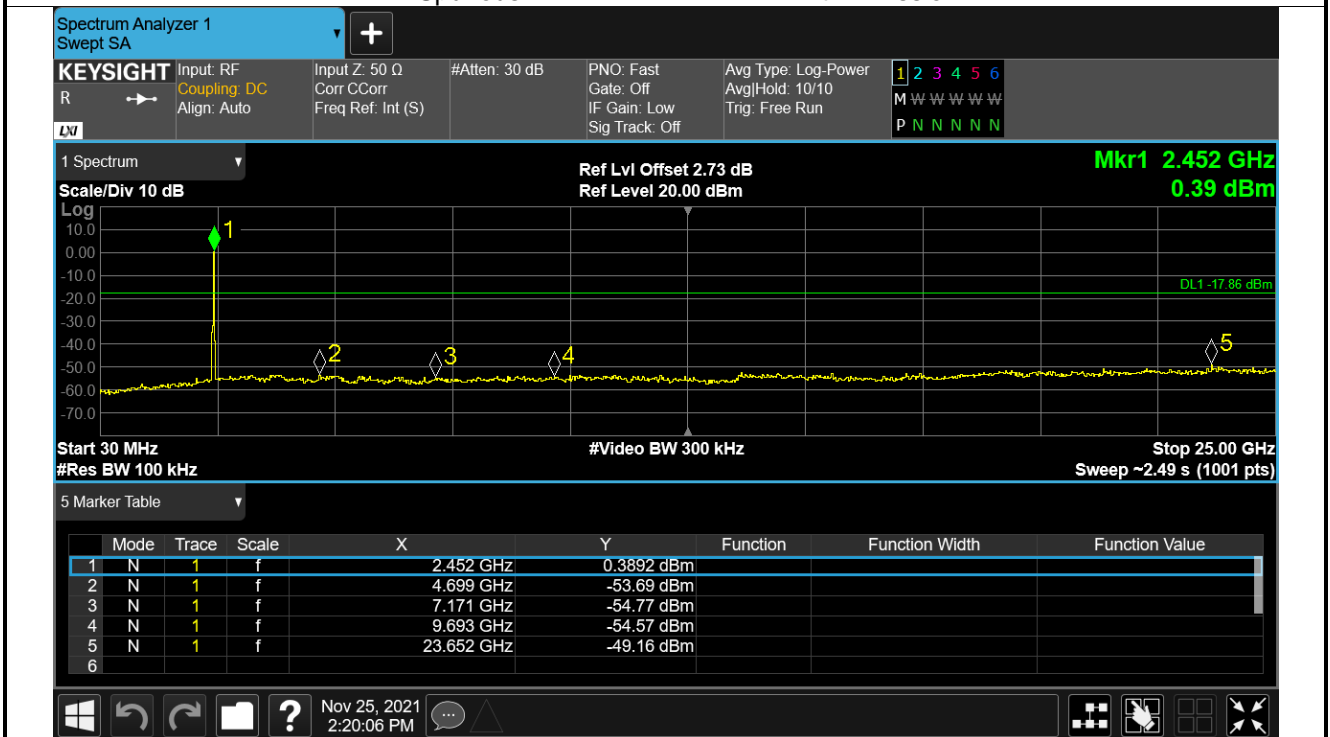 Spectrum Analyzer 1
Swept SA
+
KEYSIGHT
R
LXI
Input: RF
Coupling: DC
Align: Auto
Input Z: 50 Ω
Corr CCorr
Freq Ref: Int (S)
#Atten: 30 dB
PNO: Fast
Gate: Off
IF Gain: Low
Sig Track: Off
Avg Type: Log-Power
Avg|Hold: 10/10
Trig: Free Run
1 2 3 4 5 6
M W W W W W
P N N N N N
1 Spectrum
Scale/Div 10 dB
Ref Lvl Offset 2.73 dB
Ref Level 20.00 dBm
Mkr1 2.452 GHz
0.39 dBm
Log
10.0
0.00
-10.0
-20.0
-30.0
-40.0
-50.0
-60.0
-70.0
1
2
3
4
5
DL1 -17.86 dBm
Start 30 MHz
#Video BW 300 kHz
Stop 25.00 GHz
#Res BW 100 kHz
Sweep ~2.49 s (1001 pts)
5 Marker Table
Mode Trace Scale X Y Function Function Width Function Value
1 N 1 f 2.452 GHz 0.3892 dBm
2 N 1 f 4.699 GHz -53.69 dBm
3 N 1 f 7.171 GHz -54.77 dBm
4 N 1 f 9.693 GHz -54.57 dBm
5 N 1 f 23.652 GHz -49.16 dBm
6
?
Nov 25, 2021
2:20:06 PM